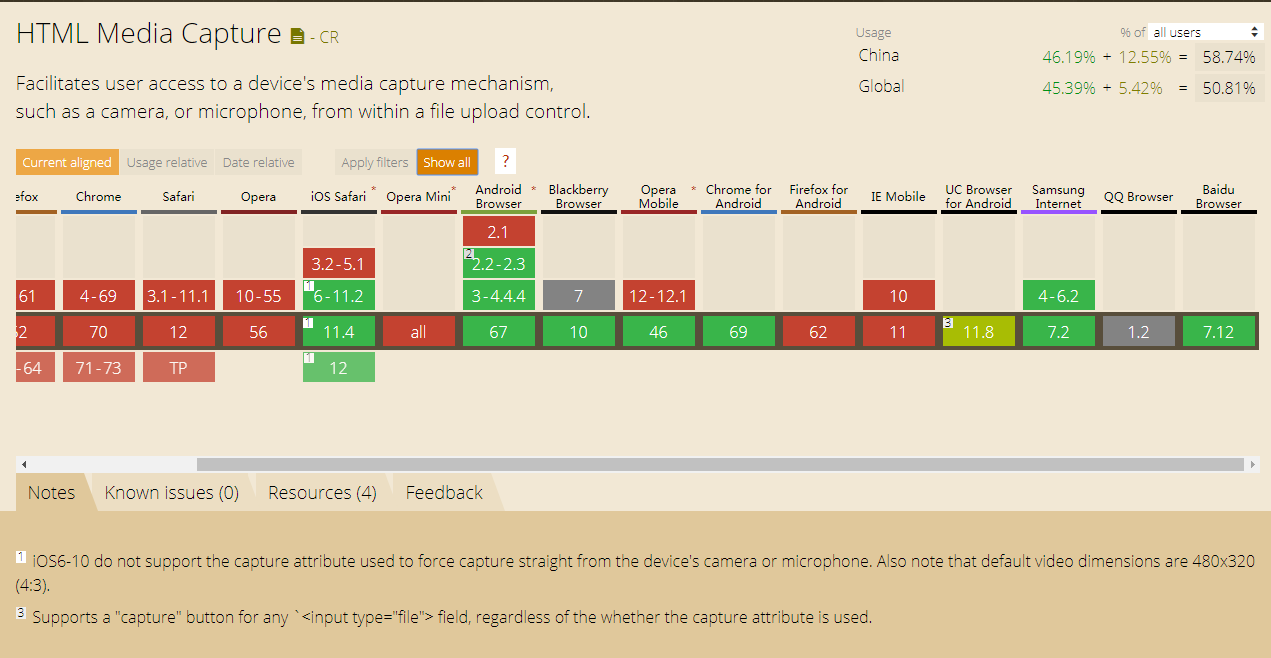 HTML Media Capture - CR
Usage % of all users
China 46.19% + 12.55% = 58.74%
Global 45.39% + 5.42% = 50.81%
Facilitates user access to a device's media capture mechanism,
such as a camera, or microphone, from within a file upload control.
Current aligned Usage relative Date relative Apply filters Show all ?
efox Chrome Safari Opera iOS Safari * Opera Mini * Android Browser * Blackberry Browser Opera Mobile * Chrome for Android Firefox for Android IE Mobile UC Browser for Android Samsung Internet QQ Browser Baidu Browser
2.1
3.2-5.1 2 2.2-2.3
61 4-69 3.1-11.1 10-55 1 6-11.2 3-4.4.4 7 12-12.1 10 4-6.2
52 70 12 56 1 11.4 all 67 10 46 69 62 11 3 11.8 7.2 1.2 7.12
-64 71-73 TP 1 12
Notes Known issues (0) Resources (4) Feedback
1 iOS6-10 do not support the capture attribute used to force capture straight from the device's camera or microphone. Also note that default video dimensions are 480x320
(4:3).
3 Supports a "capture" button for any `<input type="file"> field, regardless of the whether the capture attribute is used.